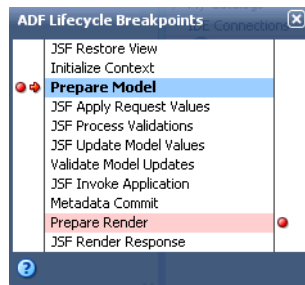 ADF Lifecycle Breakpoints
JSF Restore View
Initialize Context
Prepare Model
JSF Apply Request Values
JSF Process Validations
JSF Update Model Values
Validate Model Updates
JSF Invoke Application
Metadata Commit
Prepare Render
JSF Render Response